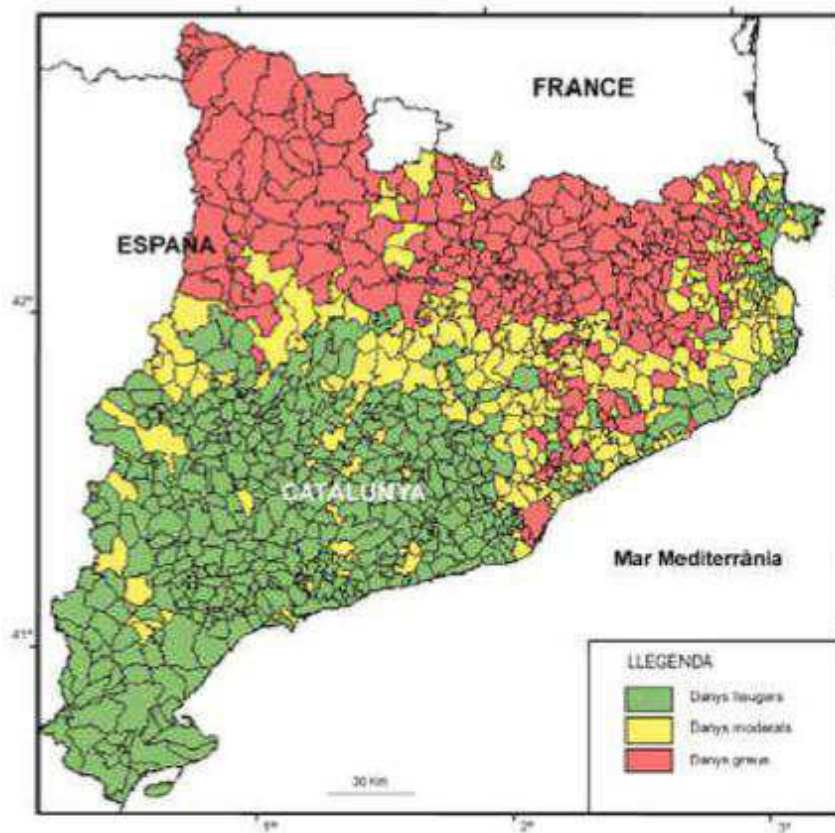 FRANCE
ESPAÑA
42°
CATALUNYA
Mar Mediterrània
41°
LLEGENDA
Danys lleugers
Danys moderats
Danys greus
30 Km
1°
2°
3°